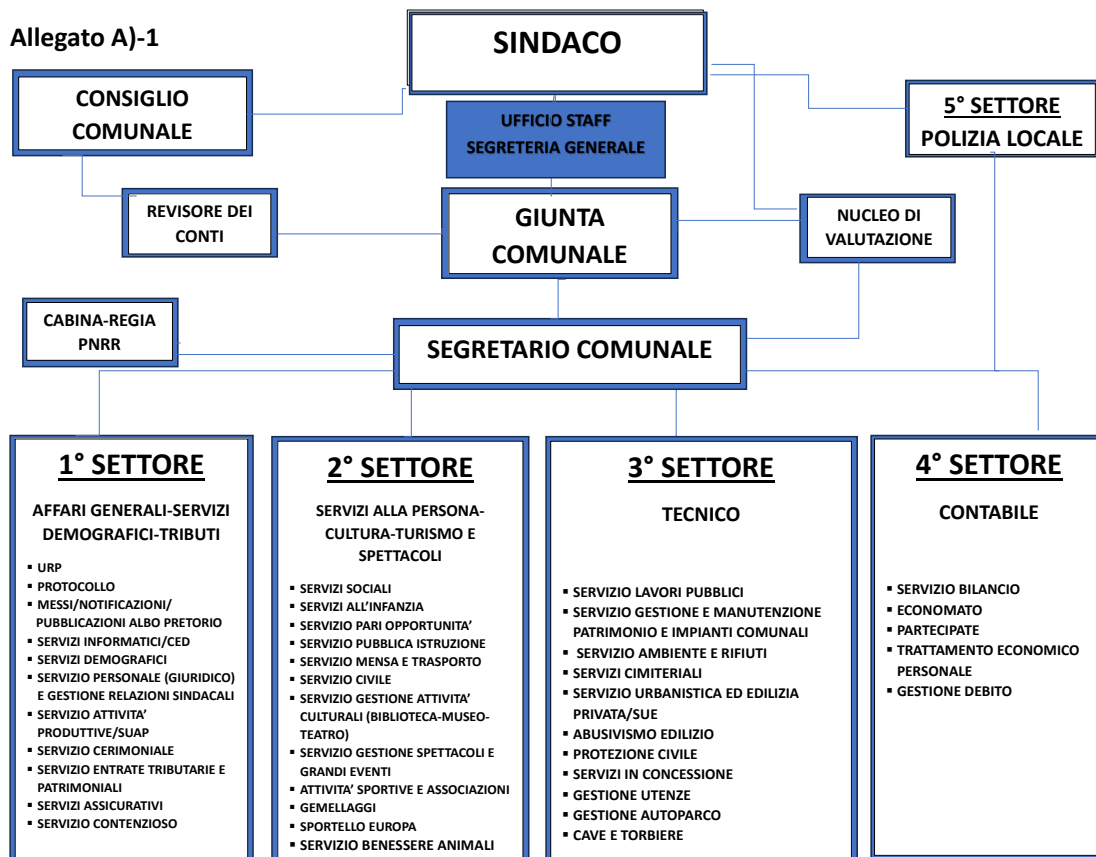 Allegato A)-1
SINDACO
CONSIGLIO
COMUNALE
UFFICIO STAFF
SEGRETERIA GENERALE
5° SETTORE
POLIZIA LOCALE
REVISORE DEI
CONTI
GIUNTA
COMUNALE
NUCLEO DI
VALUTAZIONE
CABINA-REGIA
PNRR
SEGRETARIO COMUNALE
1° SETTORE
AFFARI GENERALI-SERVIZI
DEMOGRAFICI-TRIBUTI
▪ URP
▪ PROTOCOLLO
▪ MESSI/NOTIFICAZIONI/
PUBBLICAZIONI ALBO PRETORIO
▪ SERVIZI INFORMATICI/CED
▪ SERVIZI DEMOGRAFICI
▪ SERVIZIO PERSONALE (GIURIDICO)
E GESTIONE RELAZIONI SINDACALI
▪ SERVIZIO ATTIVITA’
PRODUTTIVE/SUAP
▪ SERVIZIO CERIMONIALE
▪ SERVIZIO ENTRATE TRIBUTARIE E
PATRIMONIALI
▪ SERVIZI ASSICURATIVI
▪ SERVIZIO CONTENZIOSO
2° SETTORE
SERVIZI ALLA PERSONA-
CULTURA-TURISMO E
SPETTACOLI
▪ SERVIZI SOCIALI
▪ SERVIZI ALL’INFANZIA
▪ SERVIZIO PARI OPPORTUNITA’
▪ SERVIZIO PUBBLICA ISTRUZIONE
▪ SERVIZIO MENSA E TRASPORTO
▪ SERVIZIO CIVILE
▪ SERVIZIO GESTIONE ATTIVITA’
CULTURALI (BIBLIOTECA-MUSEO-
TEATRO)
▪ SERVIZIO GESTIONE SPETTACOLI E
GRANDI EVENTI
▪ ATTIVITA’ SPORTIVE E ASSOCIAZIONI
▪ GEMELLAGGI
▪ SPORTELLO EUROPA
▪ SERVIZIO BENESSERE ANIMALI
3° SETTORE
TECNICO
▪ SERVIZIO LAVORI PUBBLICI
▪ SERVIZIO GESTIONE E MANUTENZIONE
PATRIMONIO E IMPIANTI COMUNALI
▪ SERVIZIO AMBIENTE E RIFIUTI
▪ SERVIZI CIMITERIALI
▪ SERVIZIO URBANISTICA ED EDILIZIA
PRIVATA/SUE
▪ ABUSIVISMO EDILIZIO
▪ PROTEZIONE CIVILE
▪ SERVIZI IN CONCESSIONE
▪ GESTIONE UTENZE
▪ GESTIONE AUTOPARCO
▪ CAVE E TORBIERE
4° SETTORE
CONTABILE
▪ SERVIZIO BILANCIO
▪ ECONOMATO
▪ PARTECIPATE
▪ TRATTAMENTO ECONOMICO
PERSONALE
▪ GESTIONE DEBITO